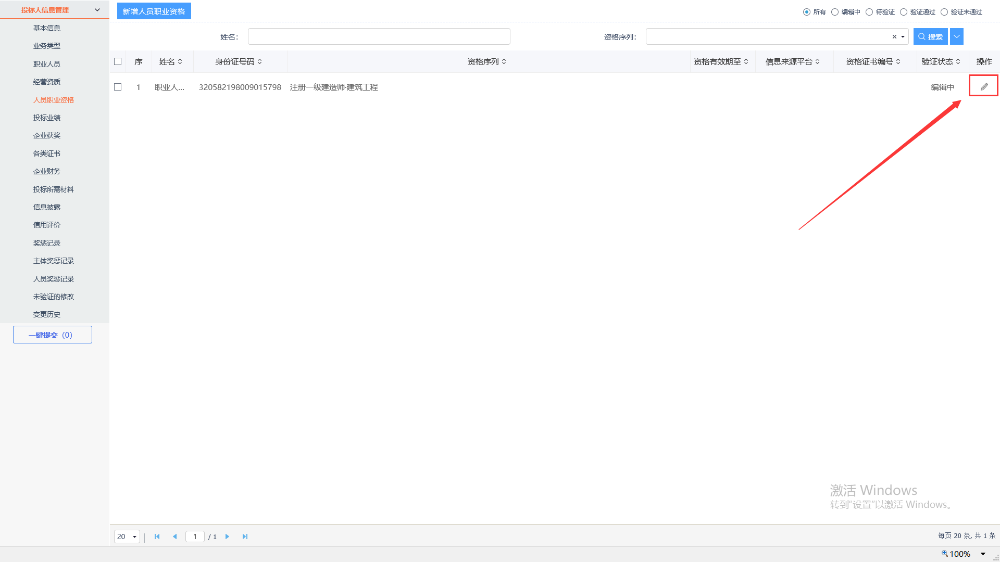 投标人信息管理
基本信息
业务类型
职业人员
经营资质
人员职业资格
投标业绩
企业获奖
各类证书
企业财务
投标所需材料
信息披露
信用评价
奖惩记录
主体奖惩记录
人员奖惩记录
未验证的修改
变更历史
一键提交（0）
新增人员职业资格
所有 编辑中 待验证 验证通过 验证未通过
姓名： 资格序列： 搜索
序 姓名 身份证号码 资格序列 资格有效期至 信息来源平台 资格证书编号 验证状态 操作
1 职业人... 320582198009015798 注册一级建造师·建筑工程 编辑中
激活 Windows
转到“设置”以激活 Windows。
20 1 / 1 每页 20 条, 共 1 条
100%